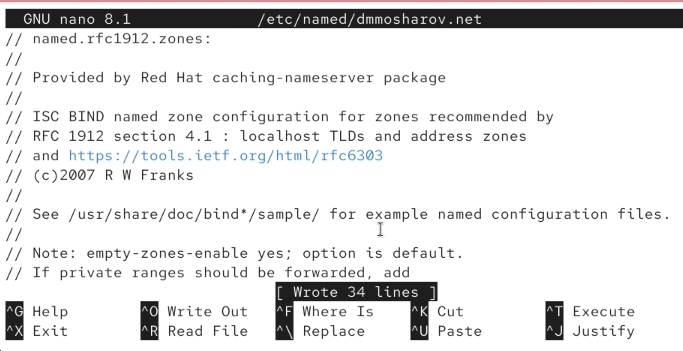 GNU nano 8.1 /etc/named/dmmosharov.net
// named.rfc1912.zones:
//
// Provided by Red Hat caching-nameserver package
//
// ISC BIND named zone configuration for zones recommended by
// RFC 1912 section 4.1 : localhost TLDs and address zones
// and https://tools.ietf.org/html/rfc6303
// (c)2007 R W Franks
//
// See /usr/share/doc/bind*/sample/ for example named configuration files.
//
// Note: empty-zones-enable yes; option is default.
// If private ranges should be forwarded, add
[ Wrote 34 lines ]
^G Help ^O Write Out ^F Where Is ^K Cut ^T Execute
^X Exit ^R Read File ^\ Replace ^U Paste ^J Justify